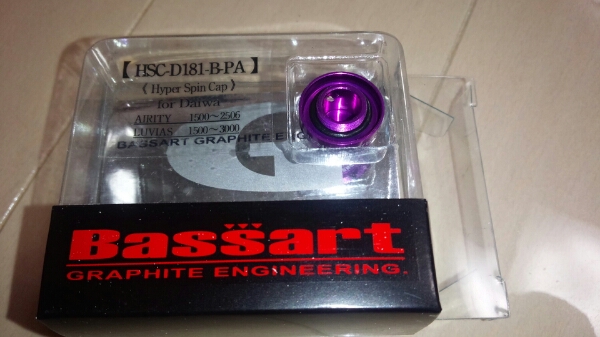 【 HSC-D181-B-PA 】
《 Hyper Spin Cap 》
for Daiwa
AIRITY 1500～2506
LUVIAS 1500～3000
BASSART GRAPHITE ENGINEERING
G
Bassart
GRAPHITE ENGINEERING.